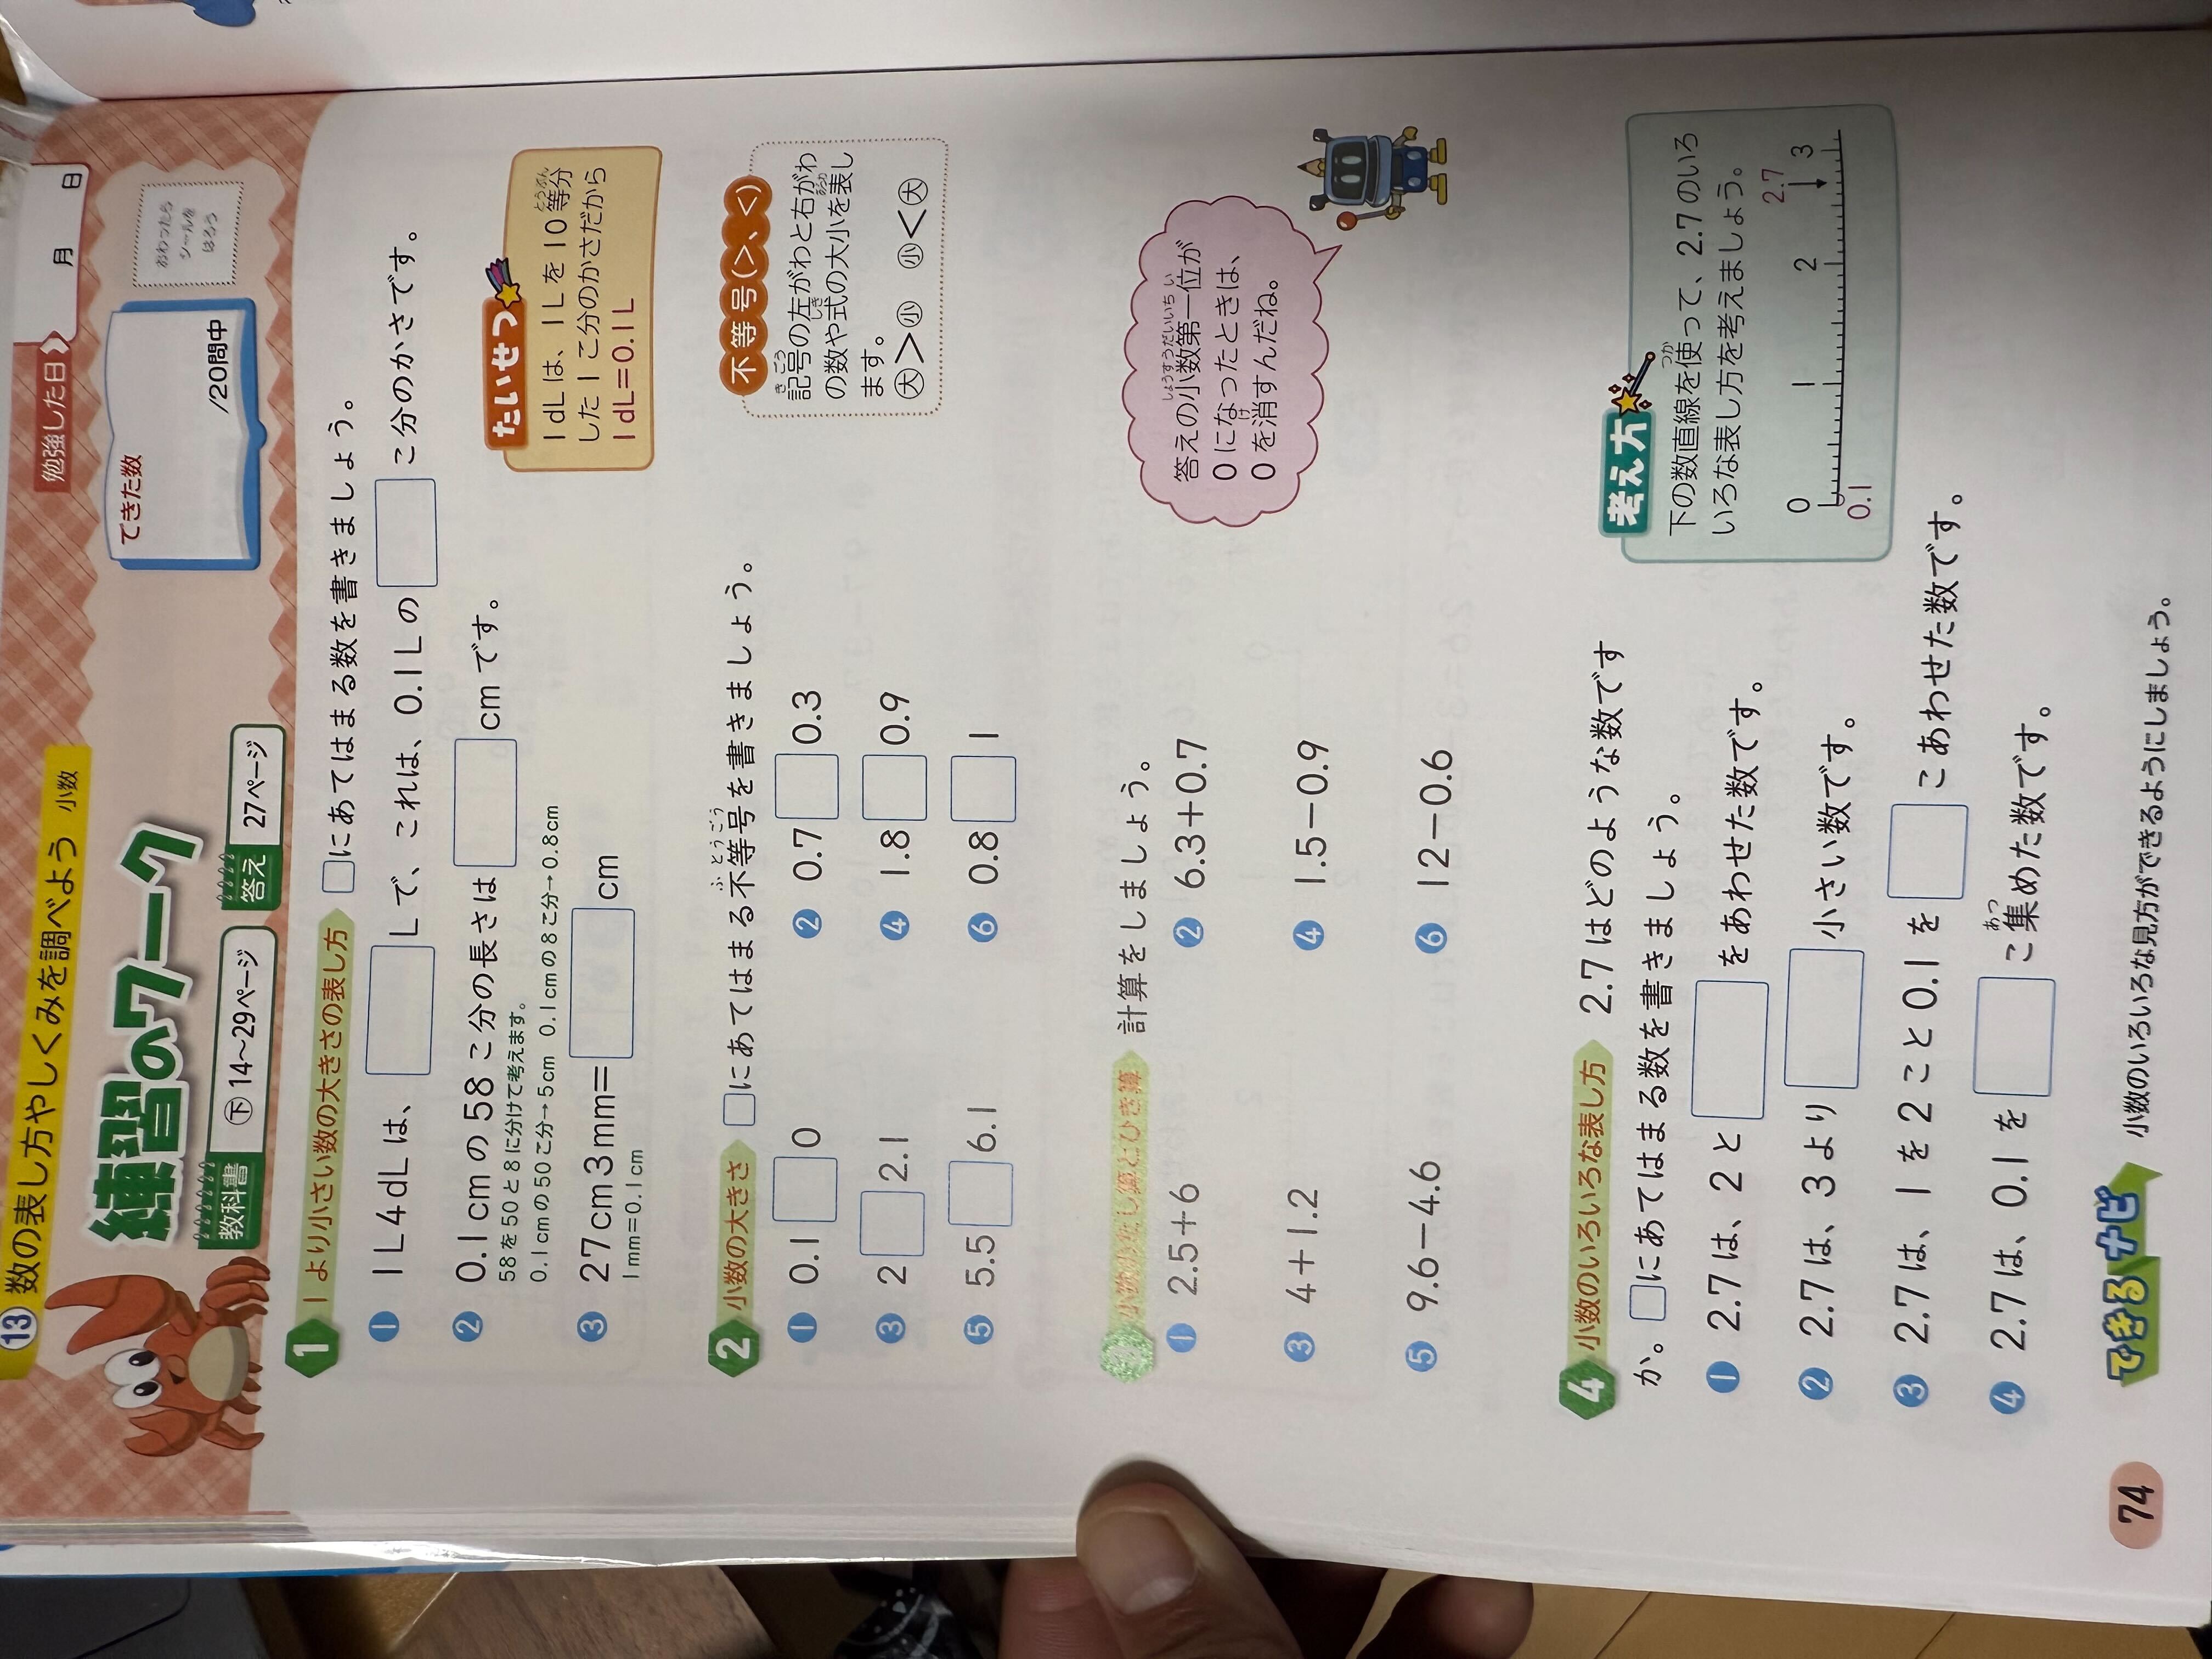 13 数の表し方やしくみを調べよう 小数
練習のワーク
教科書 下 14〜29ページ 答え 27ページ
勉強した日 月 日
できた数
/20問中
おわったら
シールを
はろう
1 1より小さい数の大きさの表し方 □にあてはまる数を書きましょう。
❶ 1L4dLは、□Lで、これは、0.1Lの□こ分のかさです。
❷ 0.1cmの58こ分の長さは□cmです。
58を50と8に分けて考えます。
0.1cmの50こ分→5cm 0.1cmの8こ分→0.8cm
❸ 27cm3mm=□cm
1mm=0.1cm
たいせつ
1dLは、1Lを10等分
した1こ分のかさだから
1dL=0.1L
2 小数の大きさ □にあてはまる不等号を書きましょう。
❶ 0.1□0 ❷ 0.7□0.3
❸ 2□2.1 ❹ 1.8□0.9
❺ 5.5□6.1 ❻ 0.8□1
不等号(>、<)
記号の左がわと右がわ
の数や式の大小を表し
ます。
大>小 小<大
3 小数のたし算とひき算 計算をしましょう。
❶ 2.5+6 ❷ 6.3+0.7
❸ 4+1.2 ❹ 1.5−0.9
❺ 9.6−4.6 ❻ 12−0.6
答えの小数第一位が
0になったときは、
0を消すんだね。
4 小数のいろいろな表し方 2.7はどのような数です
か。□にあてはまる数を書きましょう。
❶ 2.7は、2と□をあわせた数です。
❷ 2.7は、3より□小さい数です。
❸ 2.7は、1を2こと0.1を□こあわせた数です。
❹ 2.7は、0.1を□こ集めた数です。
考え方
下の数直線を使って、2.7のいろ
いろな表し方を考えましょう。
2.7
0 1 2 3
0.1
できるナビ 小数のいろいろな見方ができるようにしましょう。
74